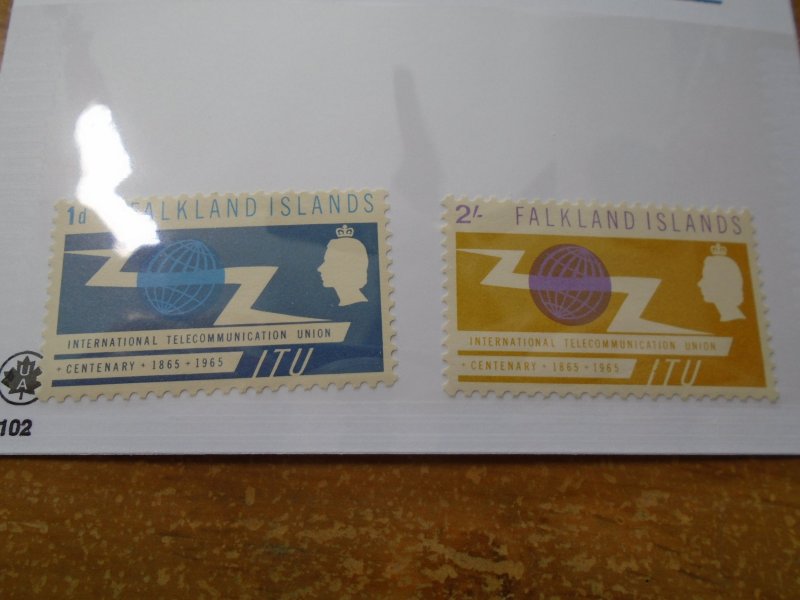 1d FALKLAND ISLANDS
INTERNATIONAL TELECOMMUNICATION UNION
+ CENTENARY + 1865 + 1965
ITU
2/- FALKLAND ISLANDS
INTERNATIONAL TELECOMMUNICATION UNION
+ CENTENARY + 1865 + 1965
ITU
UA
102